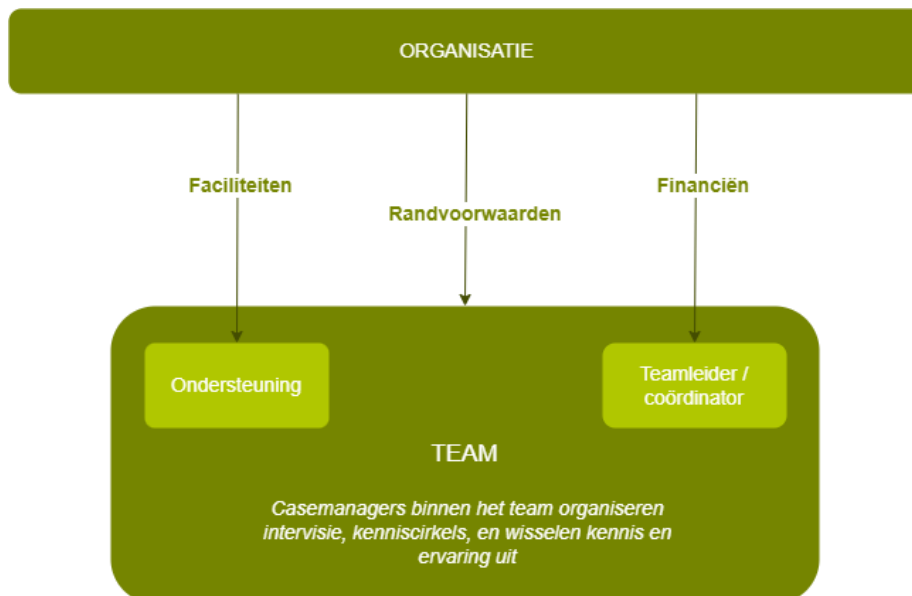 ORGANISATIE
Faciliteiten
Financiën
Randvoorwaarden
Ondersteuning
Teamleider /
coördinator
TEAM
Casemanagers binnen het team organiseren
intervisie, kenniscirkels, en wisselen kennis en
ervaring uit